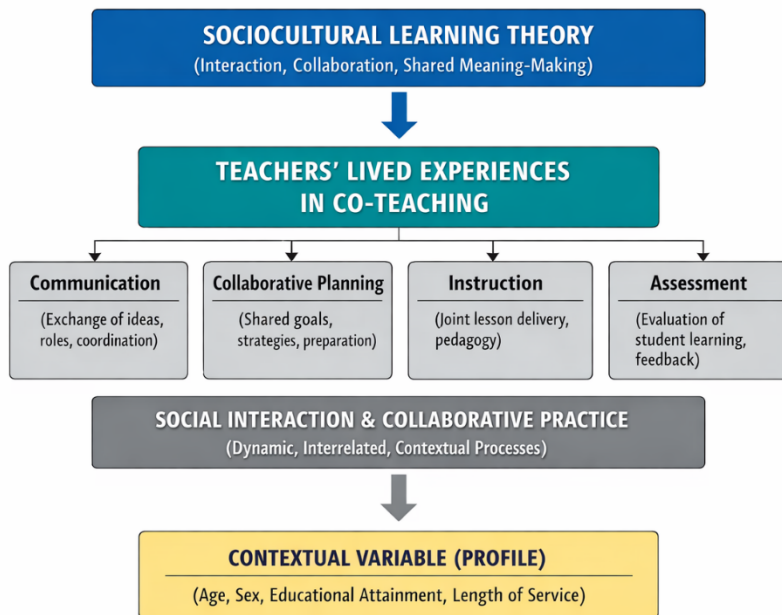 SOCIOCULTURAL LEARNING THEORY
(Interaction, Collaboration, Shared Meaning-Making)
TEACHERS’ LIVED EXPERIENCES
IN CO-TEACHING
Communication
(Exchange of ideas,
roles, coordination)
Collaborative Planning
(Shared goals,
strategies, preparation)
Instruction
(Joint lesson delivery,
pedagogy)
Assessment
(Evaluation of
student learning,
feedback)
SOCIAL INTERACTION & COLLABORATIVE PRACTICE
(Dynamic, Interrelated, Contextual Processes)
CONTEXTUAL VARIABLE (PROFILE)
(Age, Sex, Educational Attainment, Length of Service)